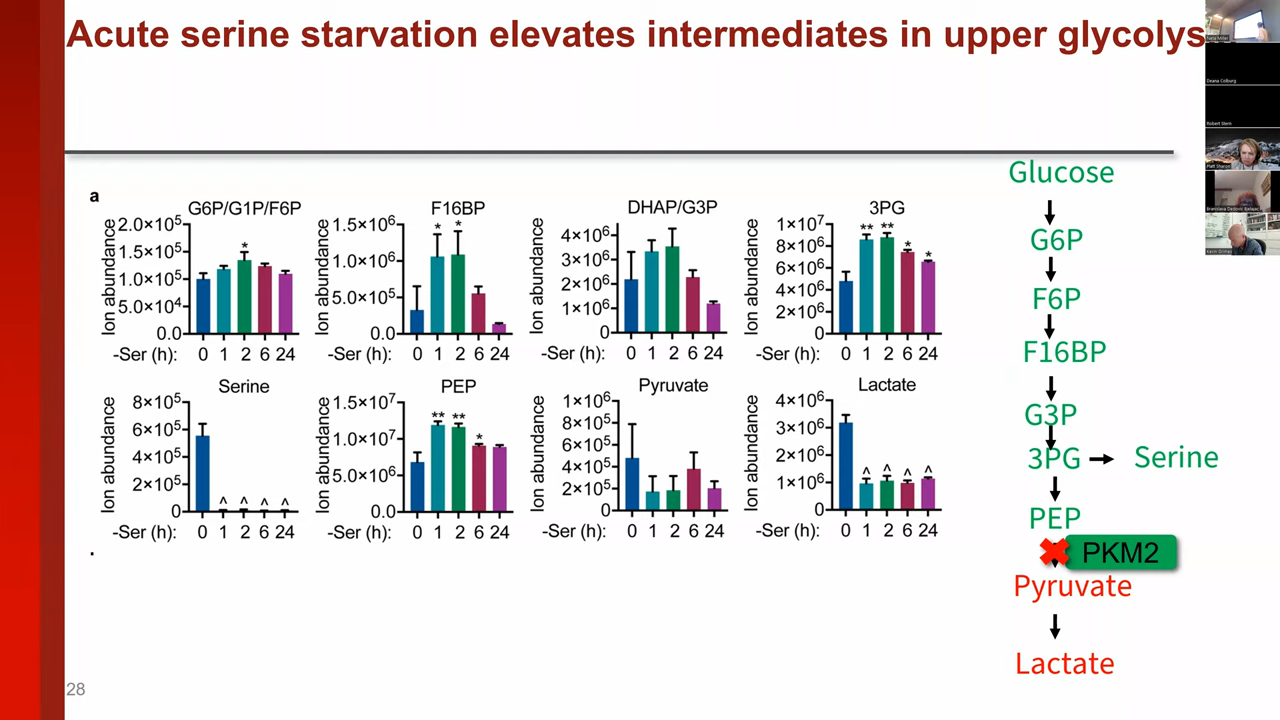 Acute serine starvation elevates intermediates in upper glycolys
Deana Colburg
Robert Stern
Matt Sharpe
a
G6P/G1P/F6P
Ion abundance
2.0×10⁵
1.5×10⁵
1.0×10⁵
5.0×10⁴
0.0
*
-Ser (h): 0 1 2 6 24
F16BP
Ion abundance
1.5×10⁶
1.0×10⁶
5.0×10⁵
0.0
* *
-Ser (h): 0 1 2 6 24
DHAP/G3P
Ion abundance
4×10⁶
3×10⁶
2×10⁶
1×10⁶
0
-Ser (h): 0 1 2 6 24
3PG
Ion abundance
1×10⁷
8×10⁶
6×10⁶
4×10⁶
2×10⁶
0
** ** * *
-Ser (h): 0 1 2 6 24
Serine
Ion abundance
8×10⁵
6×10⁵
4×10⁵
2×10⁵
0
^ ^ ^ ^
-Ser (h): 0 1 2 6 24
PEP
Ion abundance
1.5×10⁷
1.0×10⁷
5.0×10⁶
0.0
** ** *
-Ser (h): 0 1 2 6 24
Pyruvate
Ion abundance
1×10⁶
8×10⁵
6×10⁵
4×10⁵
2×10⁵
0
-Ser (h): 0 1 2 6 24
Lactate
Ion abundance
4×10⁶
3×10⁶
2×10⁶
1×10⁶
0
^ ^ ^ ^
-Ser (h): 0 1 2 6 24
.
Glucose
G6P
F6P
F16BP
G3P
3PG Serine
PEP
PKM2
Pyruvate
Lactate
28